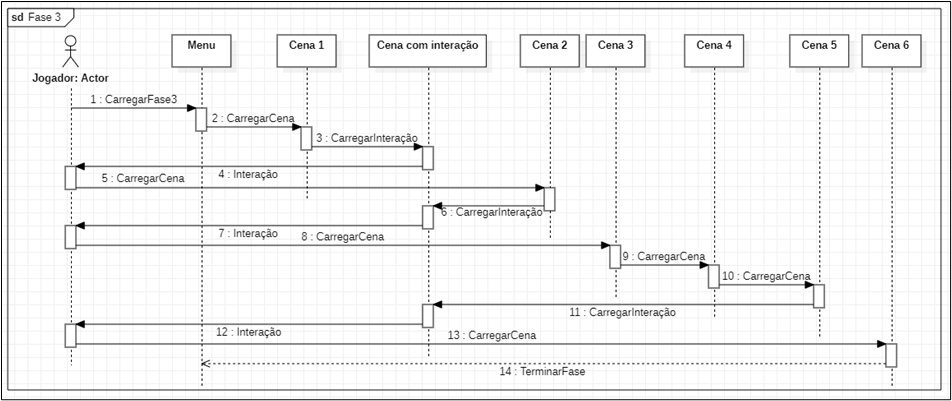 sd Fase 3
Jogador: Actor
Menu
Cena 1
Cena com interação
Cena 2
Cena 3
Cena 4
Cena 5
Cena 6
1 : CarregarFase3
2 : CarregarCena
3 : CarregarInteração
4 : Interação
5 : CarregarCena
6 : CarregarInteração
7 : Interação
8 : CarregarCena
9 : CarregarCena
10 : CarregarCena
11 : CarregarInteração
12 : Interação
13 : CarregarCena
14 : TerminarFase